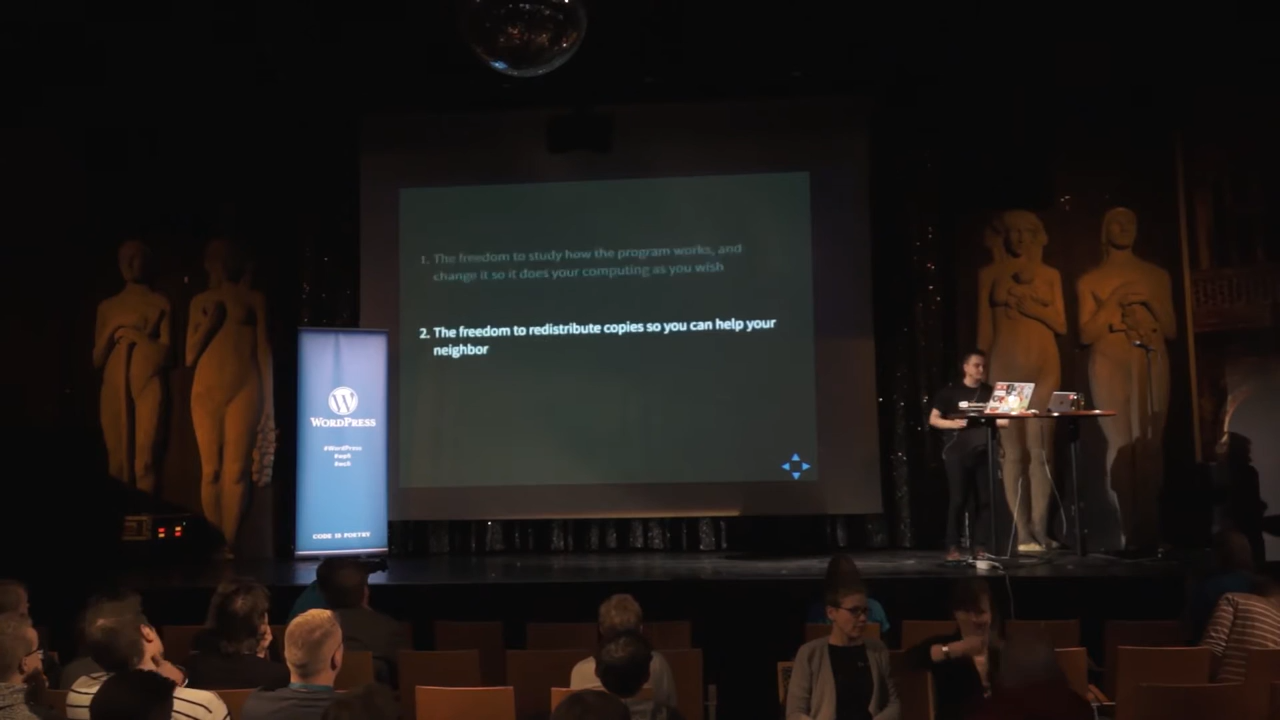 1. The freedom to study how the program works, and
change it so it does your computing as you wish
2. The freedom to redistribute copies so you can help your
neighbor
WORDPRESS
#WordPress
CODE IS POETRY